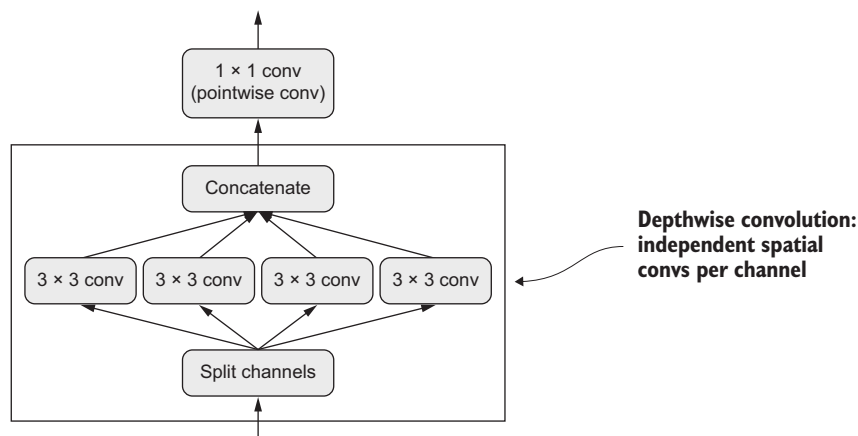 1 × 1 conv
(pointwise conv)
Concatenate
3 × 3 conv
3 × 3 conv
3 × 3 conv
3 × 3 conv
Split channels
Depthwise convolution:
independent spatial
convs per channel